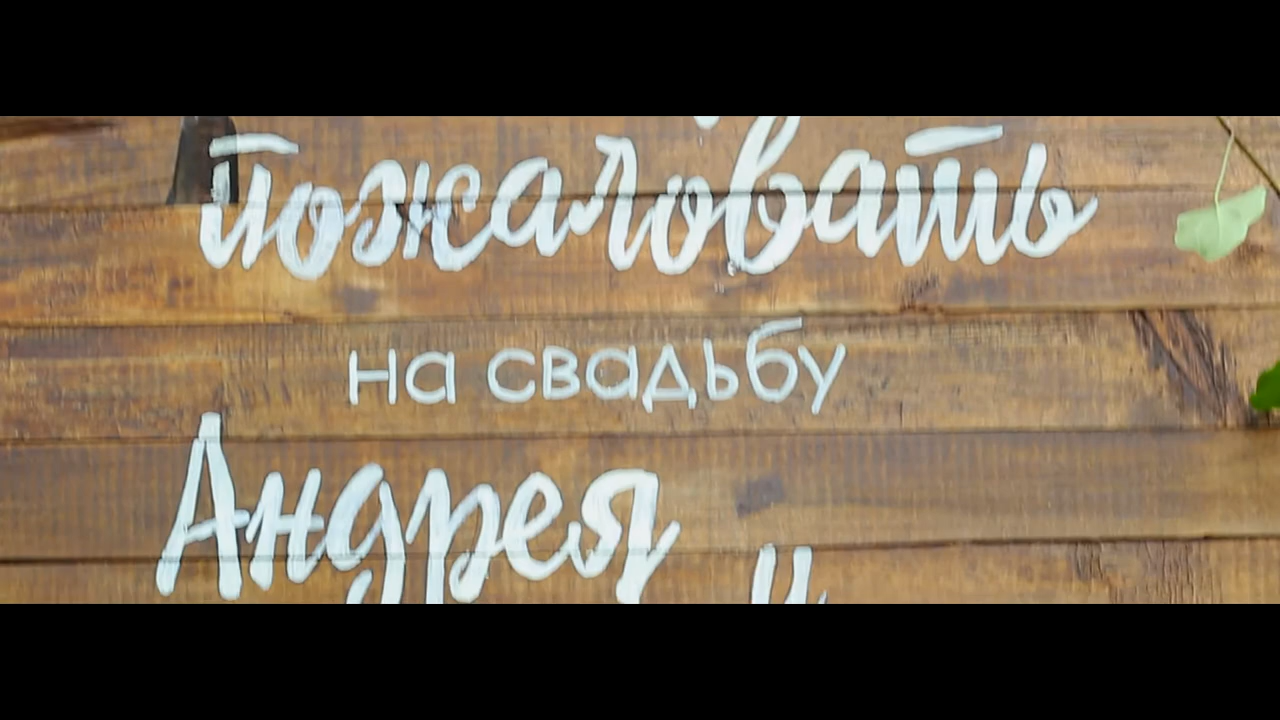 пожаловать
на свадьбу
Андрея
и